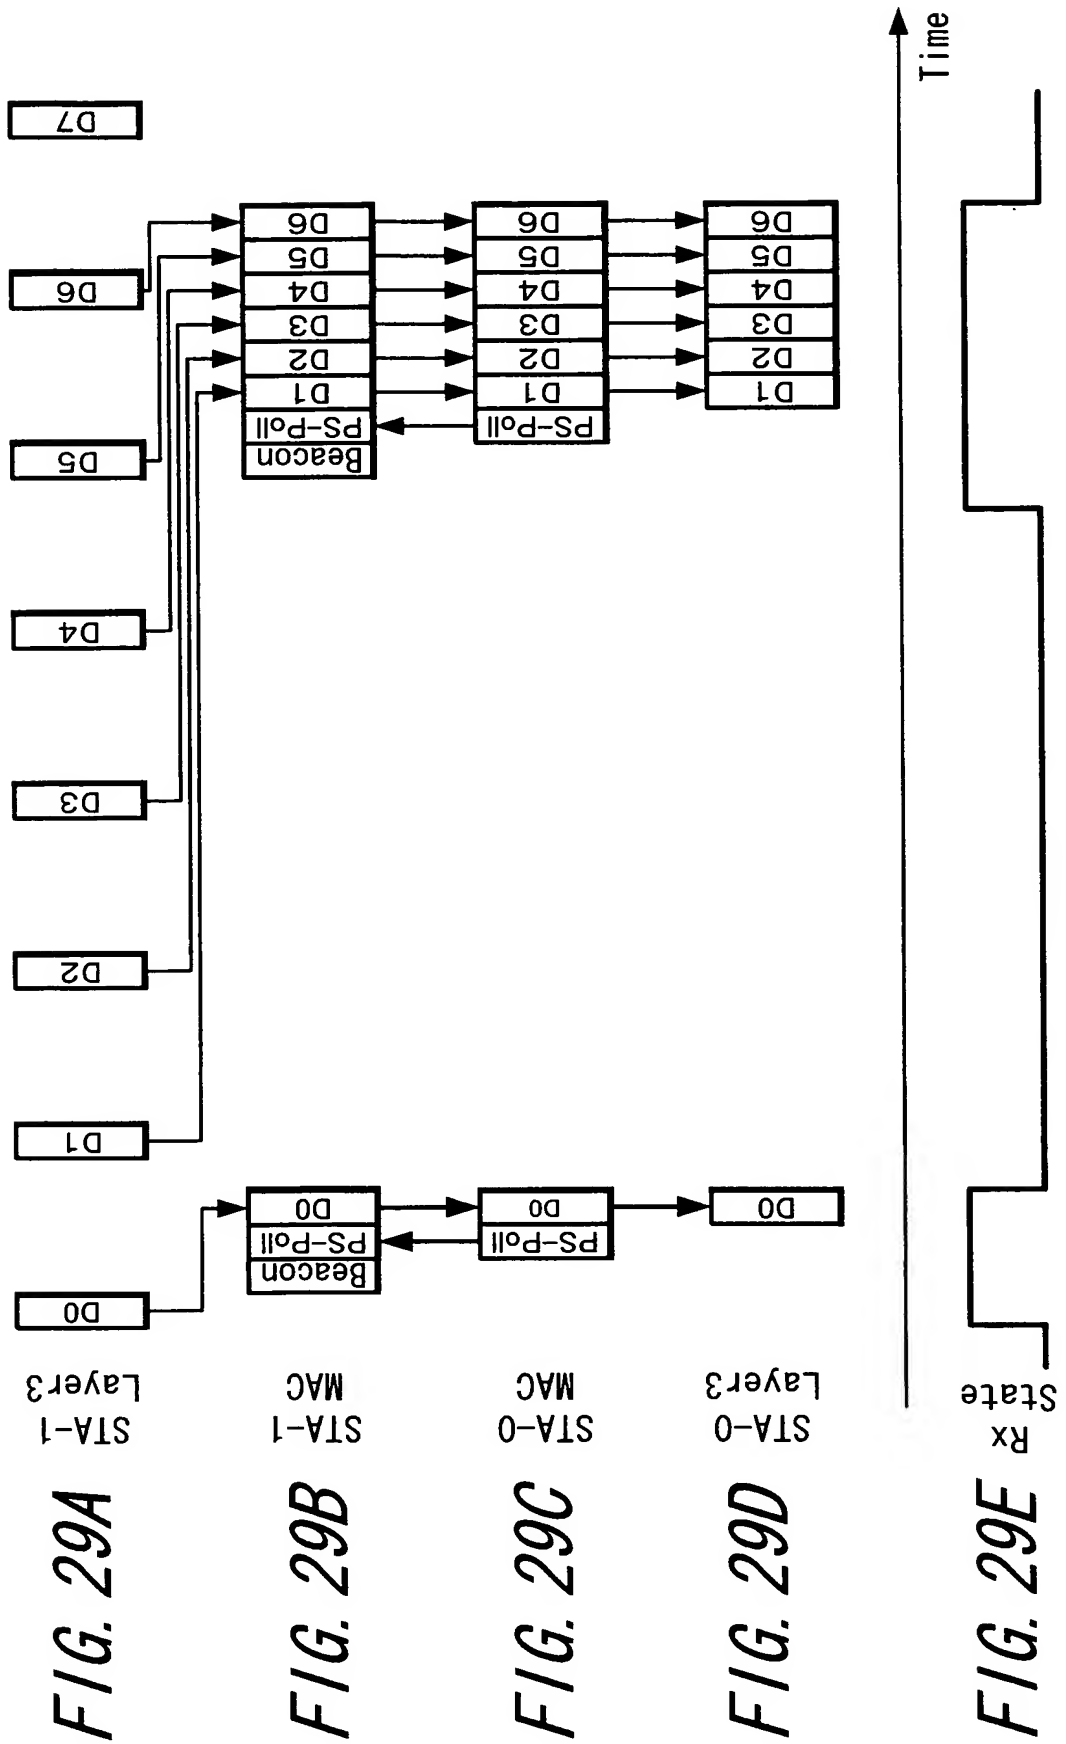 FIG. 29A
STA-1
Layer3
D0
D1
D2
D3
D4
D5
D6
D7
FIG. 29B
STA-1
MAC
Beacon
PS-Poll
D0
Beacon
PS-Poll
D1
D2
D3
D4
D5
D6
FIG. 29C
STA-0
MAC
PS-Poll
D0
PS-Poll
D1
D2
D3
D4
D5
D6
FIG. 29D
STA-0
Layer3
D0
D1
D2
D3
D4
D5
D6
Time
FIG. 29E
Rx
State